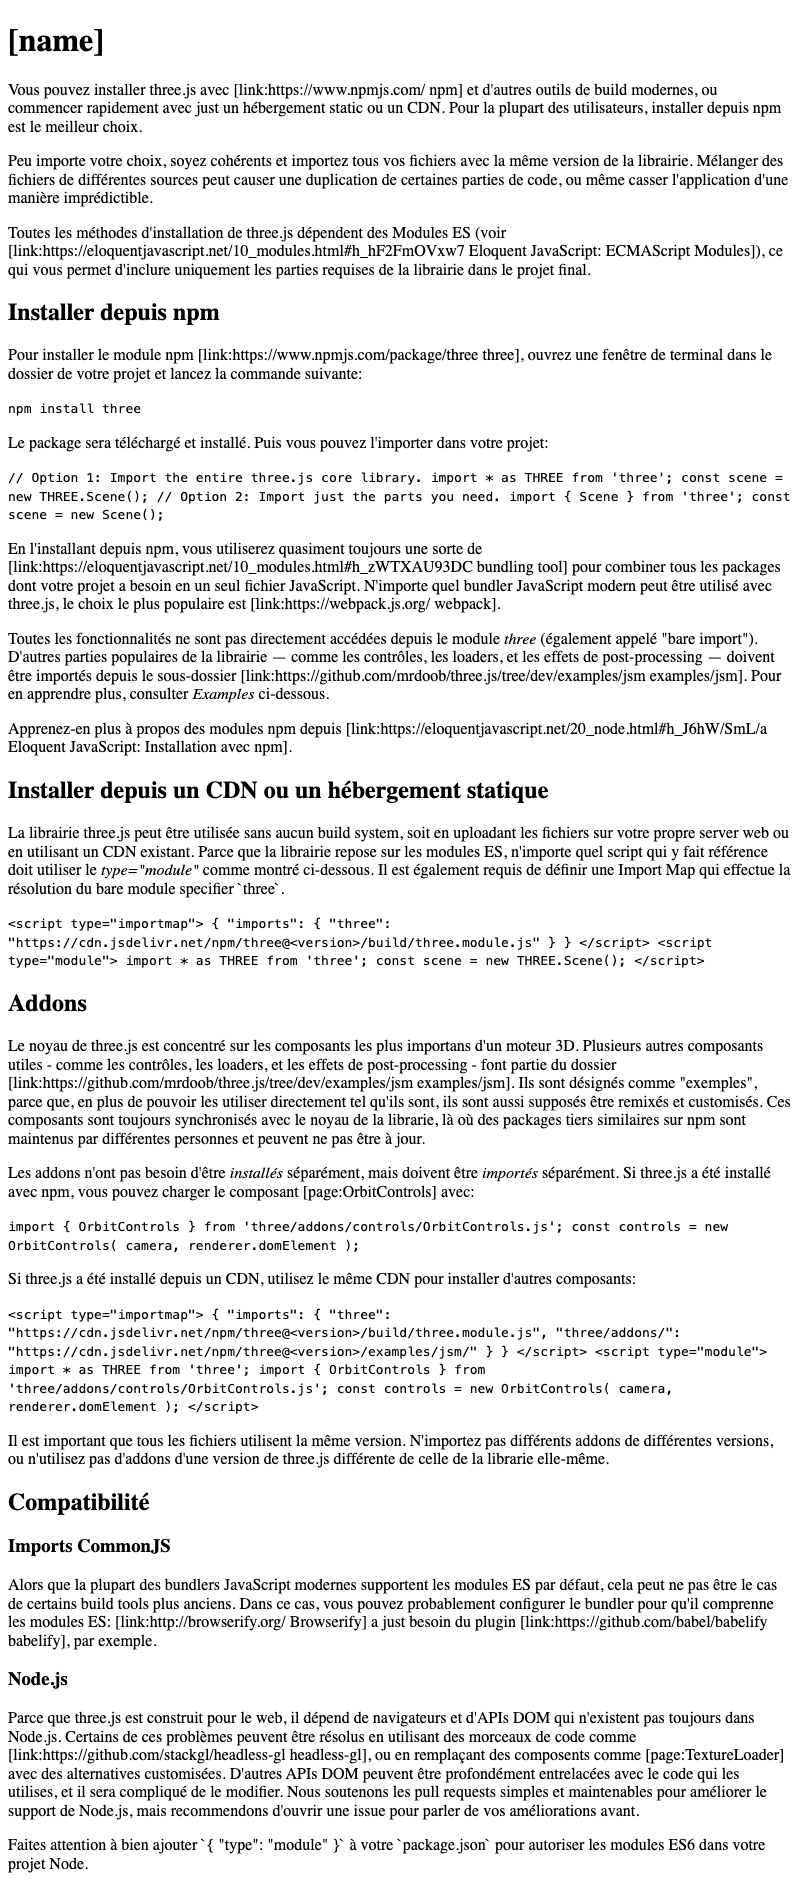 [name]
Vous pouvez installer three.js avec [link:https://www.npmjs.com/ npm] et d'autres outils de build modernes, ou
commencer rapidement avec just un hébergement static ou un CDN. Pour la plupart des utilisateurs, installer depuis npm
est le meilleur choix.
Peu importe votre choix, soyez cohérents et importez tous vos fichiers avec la même version de la librairie. Mélanger des
fichiers de différentes sources peut causer une duplication de certaines parties de code, ou même casser l'application d'une
manière imprédictible.
Toutes les méthodes d'installation de three.js dépendent des Modules ES (voir
[link:https://eloquentjavascript.net/10_modules.html#h_hF2FmOVxw7 Eloquent JavaScript: ECMAScript Modules]), ce
qui vous permet d'inclure uniquement les parties requises de la librairie dans le projet final.
Installer depuis npm
Pour installer le module npm [link:https://www.npmjs.com/package/three three], ouvrez une fenêtre de terminal dans le
dossier de votre projet et lancez la commande suivante:
npm install three
Le package sera téléchargé et installé. Puis vous pouvez l'importer dans votre projet:
// Option 1: Import the entire three.js core library. import * as THREE from 'three'; const scene =
new THREE.Scene(); // Option 2: Import just the parts you need. import { Scene } from 'three'; const
scene = new Scene();
En l'installant depuis npm, vous utiliserez quasiment toujours une sorte de
[link:https://eloquentjavascript.net/10_modules.html#h_zWTXAU93DC bundling tool] pour combiner tous les packages
dont votre projet a besoin en un seul fichier JavaScript. N'importe quel bundler JavaScript modern peut être utilisé avec
three.js, le choix le plus populaire est [link:https://webpack.js.org/ webpack].
Toutes les fonctionnalités ne sont pas directement accédées depuis le module three (également appelé "bare import").
D'autres parties populaires de la librairie — comme les contrôles, les loaders, et les effets de post-processing — doivent
être importés depuis le sous-dossier [link:https://github.com/mrdoob/three.js/tree/dev/examples/jsm examples/jsm]. Pour
en apprendre plus, consulter Examples ci-dessous.
Apprenez-en plus à propos des modules npm depuis [link:https://eloquentjavascript.net/20_node.html#h_J6hW/SmL/a
Eloquent JavaScript: Installation avec npm].
Installer depuis un CDN ou un hébergement statique
La librairie three.js peut être utilisée sans aucun build system, soit en uploadant les fichiers sur votre propre server web ou
en utilisant un CDN existant. Parce que la librairie repose sur les modules ES, n'importe quel script qui y fait référence
doit utiliser le type="module" comme montré ci-dessous. Il est également requis de définir une Import Map qui effectue la
résolution du bare module specifier `three`.
<script type="importmap"> { "imports": { "three":
"https://cdn.jsdelivr.net/npm/three@<version>/build/three.module.js" } } </script> <script
type="module"> import * as THREE from 'three'; const scene = new THREE.Scene(); </script>
Addons
Le noyau de three.js est concentré sur les composants les plus importans d'un moteur 3D. Plusieurs autres composants
utiles - comme les contrôles, les loaders, et les effets de post-processing - font partie du dossier
[link:https://github.com/mrdoob/three.js/tree/dev/examples/jsm examples/jsm]. Ils sont désignés comme "exemples",
parce que, en plus de pouvoir les utiliser directement tel qu'ils sont, ils sont aussi supposés être remixés et customisés. Ces
composants sont toujours synchronisés avec le noyau de la librarie, là où des packages tiers similaires sur npm sont
maintenus par différentes personnes et peuvent ne pas être à jour.
Les addons n'ont pas besoin d'être installés séparément, mais doivent être importés séparément. Si three.js a été installé
avec npm, vous pouvez charger le composant [page:OrbitControls] avec:
import { OrbitControls } from 'three/addons/controls/OrbitControls.js'; const controls = new
OrbitControls( camera, renderer.domElement );
Si three.js a été installé depuis un CDN, utilisez le même CDN pour installer d'autres composants:
<script type="importmap"> { "imports": { "three":
"https://cdn.jsdelivr.net/npm/three@<version>/build/three.module.js", "three/addons/":
"https://cdn.jsdelivr.net/npm/three@<version>/examples/jsm/" } } </script> <script type="module">
import * as THREE from 'three'; import { OrbitControls } from
'three/addons/controls/OrbitControls.js'; const controls = new OrbitControls( camera,
renderer.domElement ); </script>
Il est important que tous les fichiers utilisent la même version. N'importez pas différents addons de différentes versions,
ou n'utilisez pas d'addons d'une version de three.js différente de celle de la librarie elle-même.
Compatibilité
Imports CommonJS
Alors que la plupart des bundlers JavaScript modernes supportent les modules ES par défaut, cela peut ne pas être le cas
de certains build tools plus anciens. Dans ce cas, vous pouvez probablement configurer le bundler pour qu'il comprenne
les modules ES: [link:http://browserify.org/ Browserify] a just besoin du plugin [link:https://github.com/babel/babelify
babelify], par exemple.
Node.js
Parce que three.js est construit pour le web, il dépend de navigateurs et d'APIs DOM qui n'existent pas toujours dans
Node.js. Certains de ces problèmes peuvent être résolus en utilisant des morceaux de code comme
[link:https://github.com/stackgl/headless-gl headless-gl], ou en remplaçant des composants comme [page:TextureLoader]
avec des alternatives customisées. D'autres APIs DOM peuvent être profondément entrelacées avec le code qui les
utilises, et il sera compliqué de le modifier. Nous soutenons les pull requests simples et maintenables pour améliorer le
support de Node.js, mais recommendons d'ouvrir une issue pour parler de vos améliorations avant.
Faites attention à bien ajouter `{ "type": "module" }` à votre `package.json` pour autoriser les modules ES6 dans votre
projet Node.